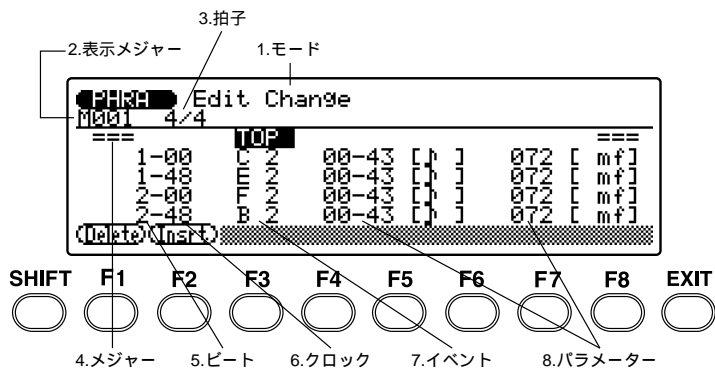 3.拍子
2.表示メジャー
1.モード
PHRA Edit Change
M001 4/4
=== TOP ===
1-00 C 2 00-43 [♪ ] 072 [ mf]
1-48 E 2 00-43 [♪ ] 072 [ mf]
2-00 F 2 00-43 [♪ ] 072 [ mf]
2-48 B 2 00-43 [♪ ] 072 [ mf]
Delete Insrt
SHIFT F1 F2 F3 F4 F5 F6 F7 F8 EXIT
4.メジャー 5.ビート 6.クロック 7.イベント 8.パラメーター